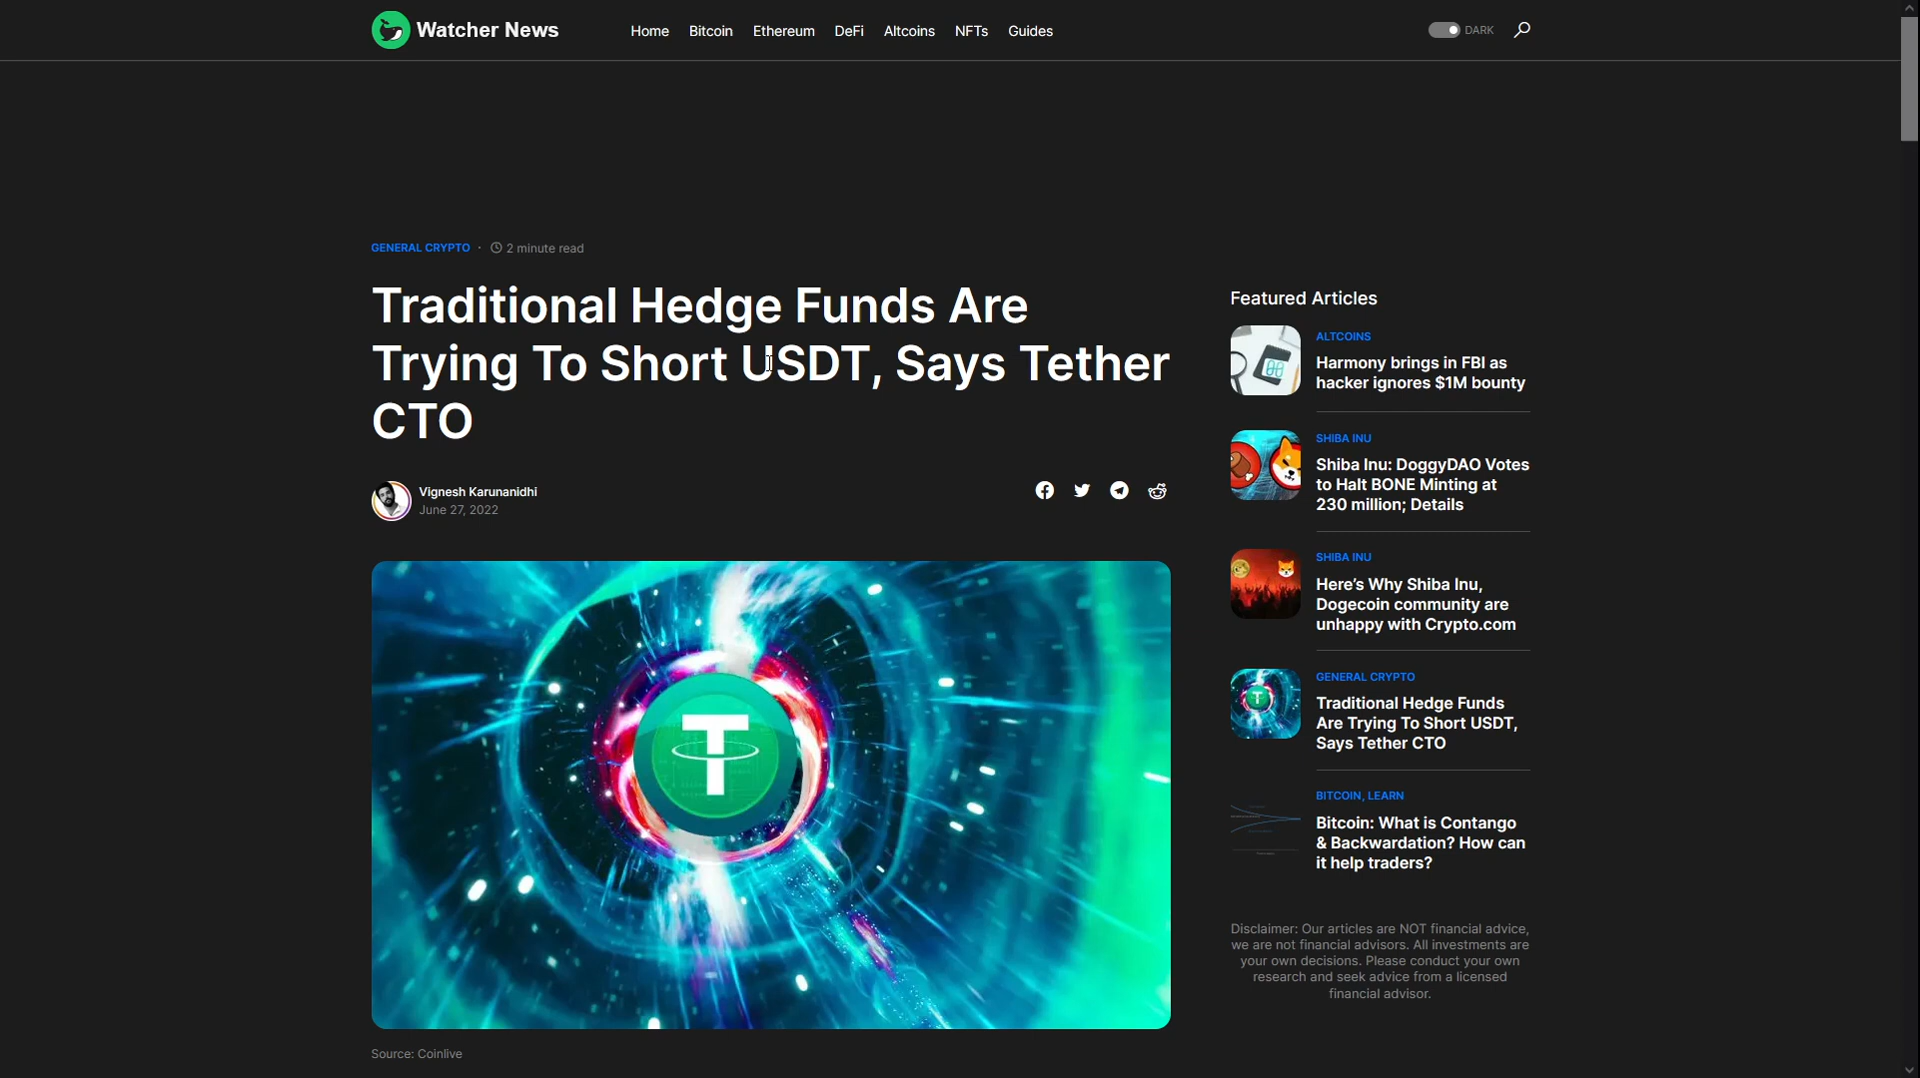 Watcher News
Home Bitcoin Ethereum DeFi Altcoins NFTs Guides
DARK
GENERAL CRYPTO · 2 minute read
Traditional Hedge Funds Are
Trying To Short USDT, Says Tether
CTO
Vignesh Karunanidhi
June 27, 2022
Source: Coinlive
Featured Articles
ALTCOINS
Harmony brings in FBI as
hacker ignores $1M bounty
SHIBA INU
Shiba Inu: DoggyDAO Votes
to Halt BONE Minting at
230 million; Details
SHIBA INU
Here’s Why Shiba Inu,
Dogecoin community are
unhappy with Crypto.com
GENERAL CRYPTO
Traditional Hedge Funds
Are Trying To Short USDT,
Says Tether CTO
BITCOIN, LEARN
Bitcoin: What is Contango
& Backwardation? How can
it help traders?
Disclaimer: Our articles are NOT financial advice,
we are not financial advisors. All investments are
your own decisions. Please conduct your own
research and seek advice from a licensed
financial advisor.